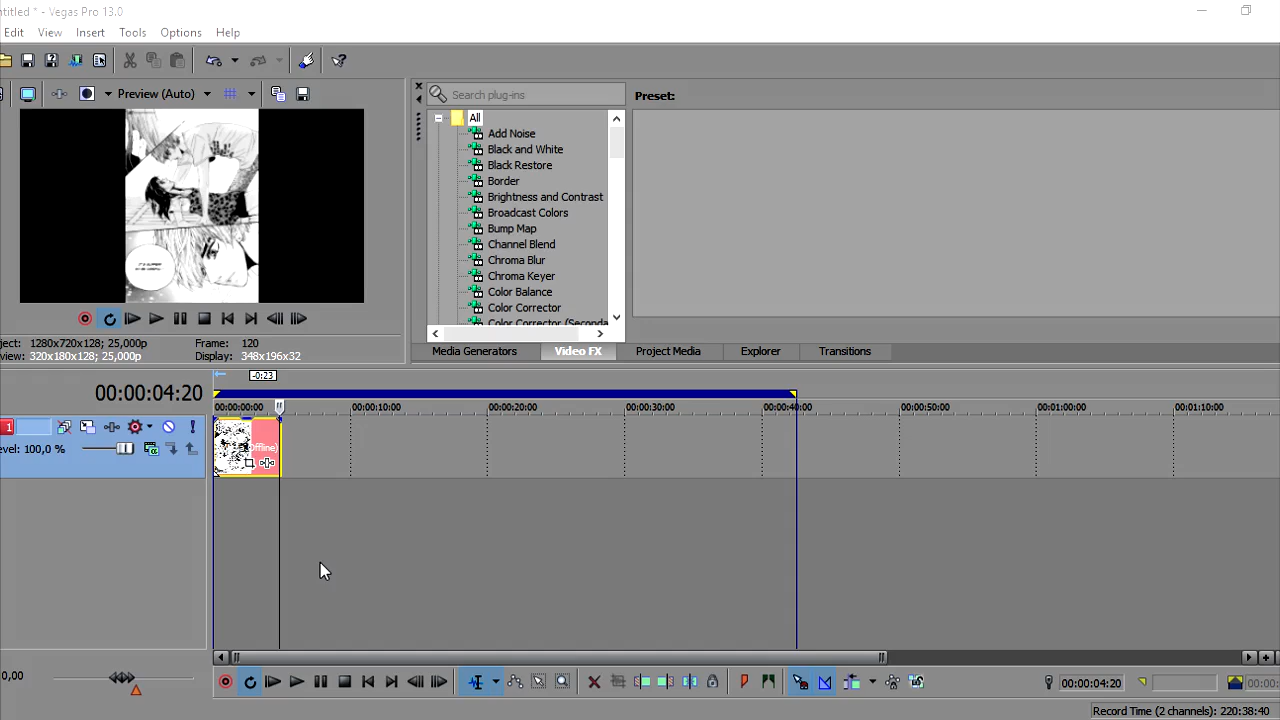 ntitled * - Vegas Pro 13.0
Edit View Insert Tools Options Help
Preview (Auto)
Search plug-ins
Preset:
All
Add Noise
Black and White
Black Restore
Border
Brightness and Contrast
Broadcast Colors
Bump Map
Channel Blend
Chroma Blur
Chroma Keyer
Color Balance
Color Corrector
Color Corrector (Seconda
ject: 1280x720x128; 25,000p Frame: 120
view: 320x180x128; 25,000p Display: 348x196x32
Media Generators Video FX Project Media Explorer Transitions
-0:23
00:00:04:20
00:00:00:00 00:00:10:00 00:00:20:00 00:00:30:00 00:00:40:00 00:00:50:00 00:01:00:00 00:01:10:00
1
Offline)
evel: 100,0 %
0,00
00:00:04:20
Record Time (2 channels): 220:38:40